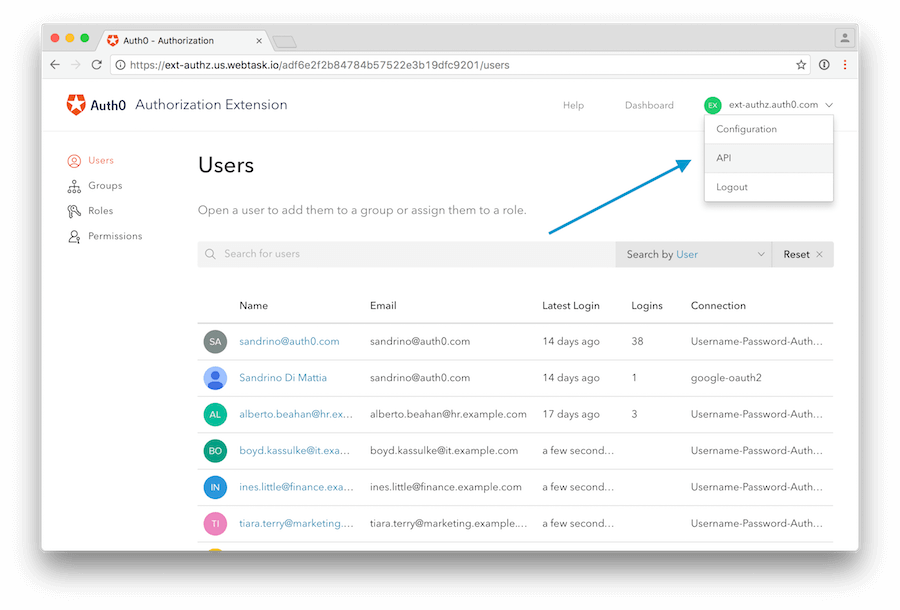 Auth0 - Authorization
https://ext-authz.us.webtask.io/adf6e2f2b84784b57522e3b19dfc9201/users
Auth0 Authorization Extension
Help
Dashboard
EX ext-authz.auth0.com
Configuration
API
Logout
Users
Groups
Roles
Permissions
Users
Open a user to add them to a group or assign them to a role.
Search for users
Search by User
Reset
Name Email Latest Login Logins Connection
SA sandrino@auth0.com sandrino@auth0.com 14 days ago 38 Username-Password-Auth...
Sandrino Di Mattia sandrino@auth0.com 14 days ago 1 google-oauth2
AL alberto.beahan@hr.ex... alberto.beahan@hr.example.com 17 days ago 3 Username-Password-Auth...
BO boyd.kassulke@it.exa... boyd.kassulke@it.example.com a few second... Username-Password-Auth...
IN ines.little@finance.exa... ines.little@finance.example.com a few second... Username-Password-Auth...
TI tiara.terry@marketing.... tiara.terry@marketing.example.... a few second... Username-Password-Auth...